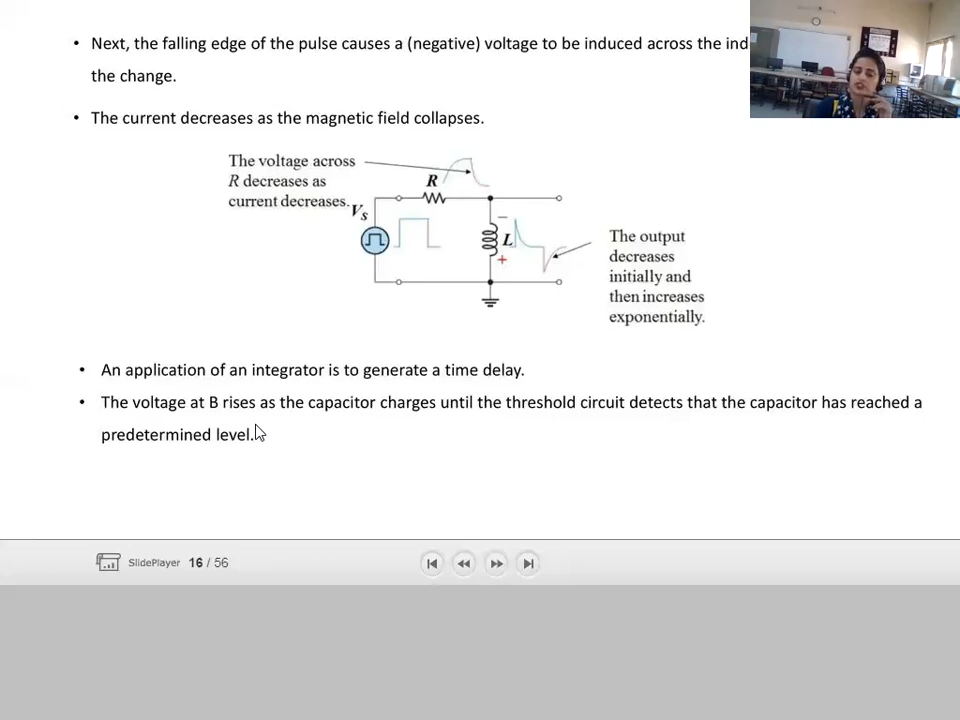 • Next, the falling edge of the pulse causes a (negative) voltage to be induced across the ind
the change.
• The current decreases as the magnetic field collapses.
The voltage across
R decreases as
current decreases.
R
Vs
−
L
+
The output
decreases
initially and
then increases
exponentially.
• An application of an integrator is to generate a time delay.
• The voltage at B rises as the capacitor charges until the threshold circuit detects that the capacitor has reached a
predetermined level.
SlidePlayer 16 / 56